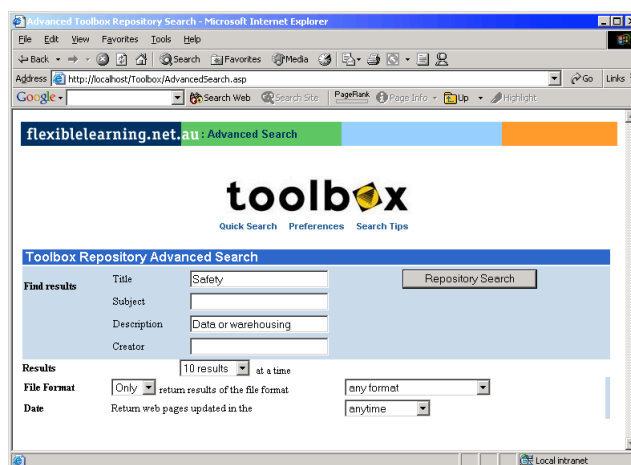 Advanced Toolbox Repository Search - Microsoft Internet Explorer
File Edit View Favorites Tools Help
Back Search Favorites Media
Address http://localhost/Toolbox/AdvancedSearch.asp Go Links
Google Search Web Search Site PageRank Page Info Up Highlight
flexiblelearning.net.au : Advanced Search
toolbox
Quick Search Preferences Search Tips
Toolbox Repository Advanced Search
Find results Title Safety Repository Search
Subject
Description Data or warehousing
Creator
Results 10 results at a time
File Format Only return results of the file format any format
Date Return web pages updated in the anytime
Local intranet